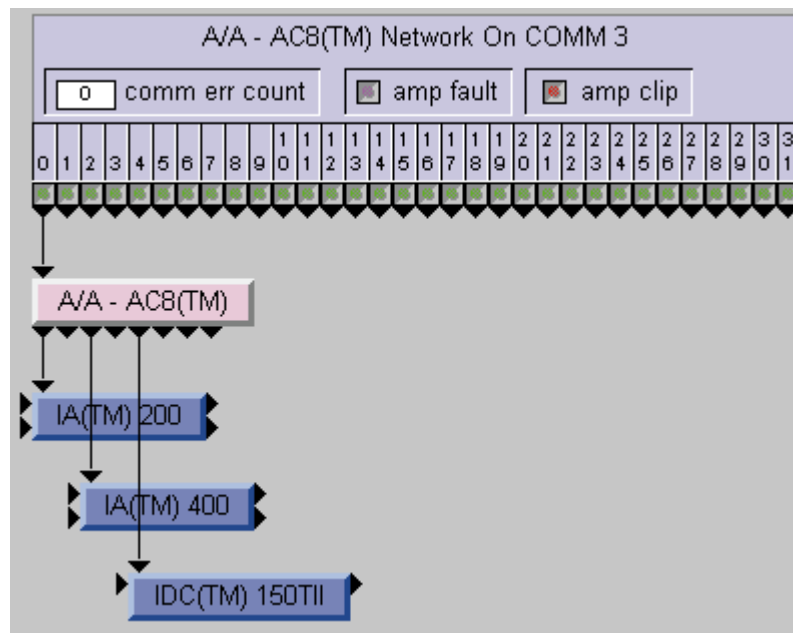 A/A - AC8(TM) Network On COMM 3
0 comm err count amp fault amp clip
0 1 2 3 4 5 6 7 8 9 10 11 12 13 14 15 16 17 18 19 20 21 22 23 24 25 26 27 28 29 30 31
A/A - AC8(TM)
IA(TM) 200
IA(TM) 400
IDC(TM) 150TII